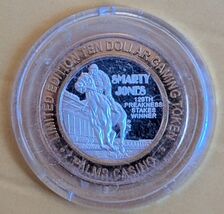 LIMITED EDITION TEN DOLLAR GAMING TOKEN
SMARTY
JONES
129TH
PREAKNESS
STAKES
WINNER
PALMS CASINO